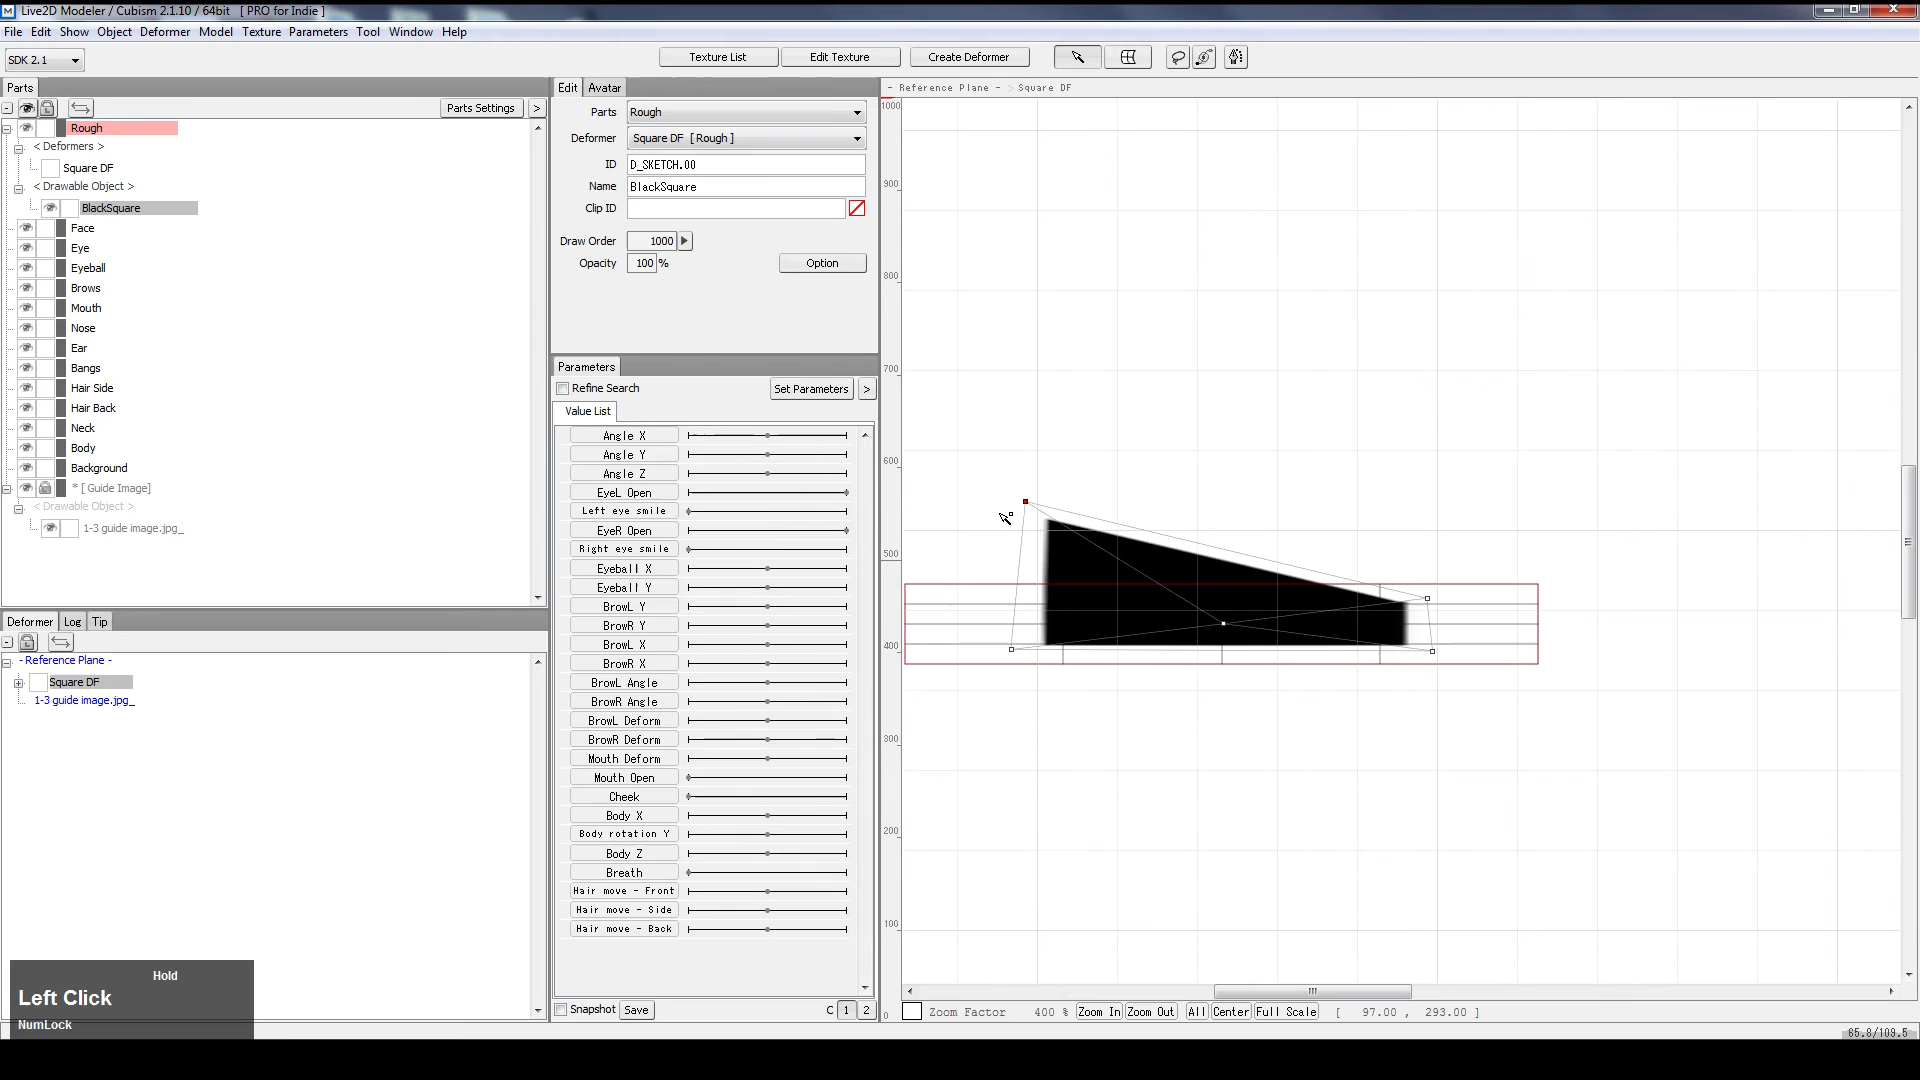 Live2D Modeler / Cubism 2.1.10 / 64bit   [ PRO for Indie ]
File Edit Show Object Deformer Model Texture Parameters Tool Window Help
SDK 2.1 Texture List Edit Texture Create Deformer
Parts
Parts Settings >
Rough
< Deformers >
Square DF
< Drawable Object >
BlackSquare
Face
Eye
Eyeball
Brows
Mouth
Nose
Ear
Bangs
Hair Side
Hair Back
Neck
Body
Background
* [ Guide Image]
< Drawable Object >
1-3 guide image.jpg_
Deformer Log Tip
- Reference Plane -
Square DF
1-3 guide image.jpg_
Hold
Left Click
NumLock
Edit Avatar
Parts Rough
Deformer Square DF [ Rough ]
ID D_SKETCH.00
Name BlackSquare
Clip ID
Draw Order 1000
Opacity 100 % Option
Parameters
Refine Search Set Parameters >
Value List
Angle X
Angle Y
Angle Z
EyeL Open
Left eye smile
EyeR Open
Right eye smile
Eyeball X
Eyeball Y
BrowL Y
BrowR Y
BrowL X
BrowR X
BrowL Angle
BrowR Angle
BrowL Deform
BrowR Deform
Mouth Deform
Mouth Open
Cheek
Body X
Body rotation Y
Body Z
Breath
Hair move - Front
Hair move - Side
Hair move - Back
Snapshot Save C 1 2
- Reference Plane - > Square DF
1000
900
800
700
600
500
400
300
200
100
0
Zoom Factor 400 % Zoom In Zoom Out All Center Full Scale [ 97.00 , 293.00 ]
65.8/109.5